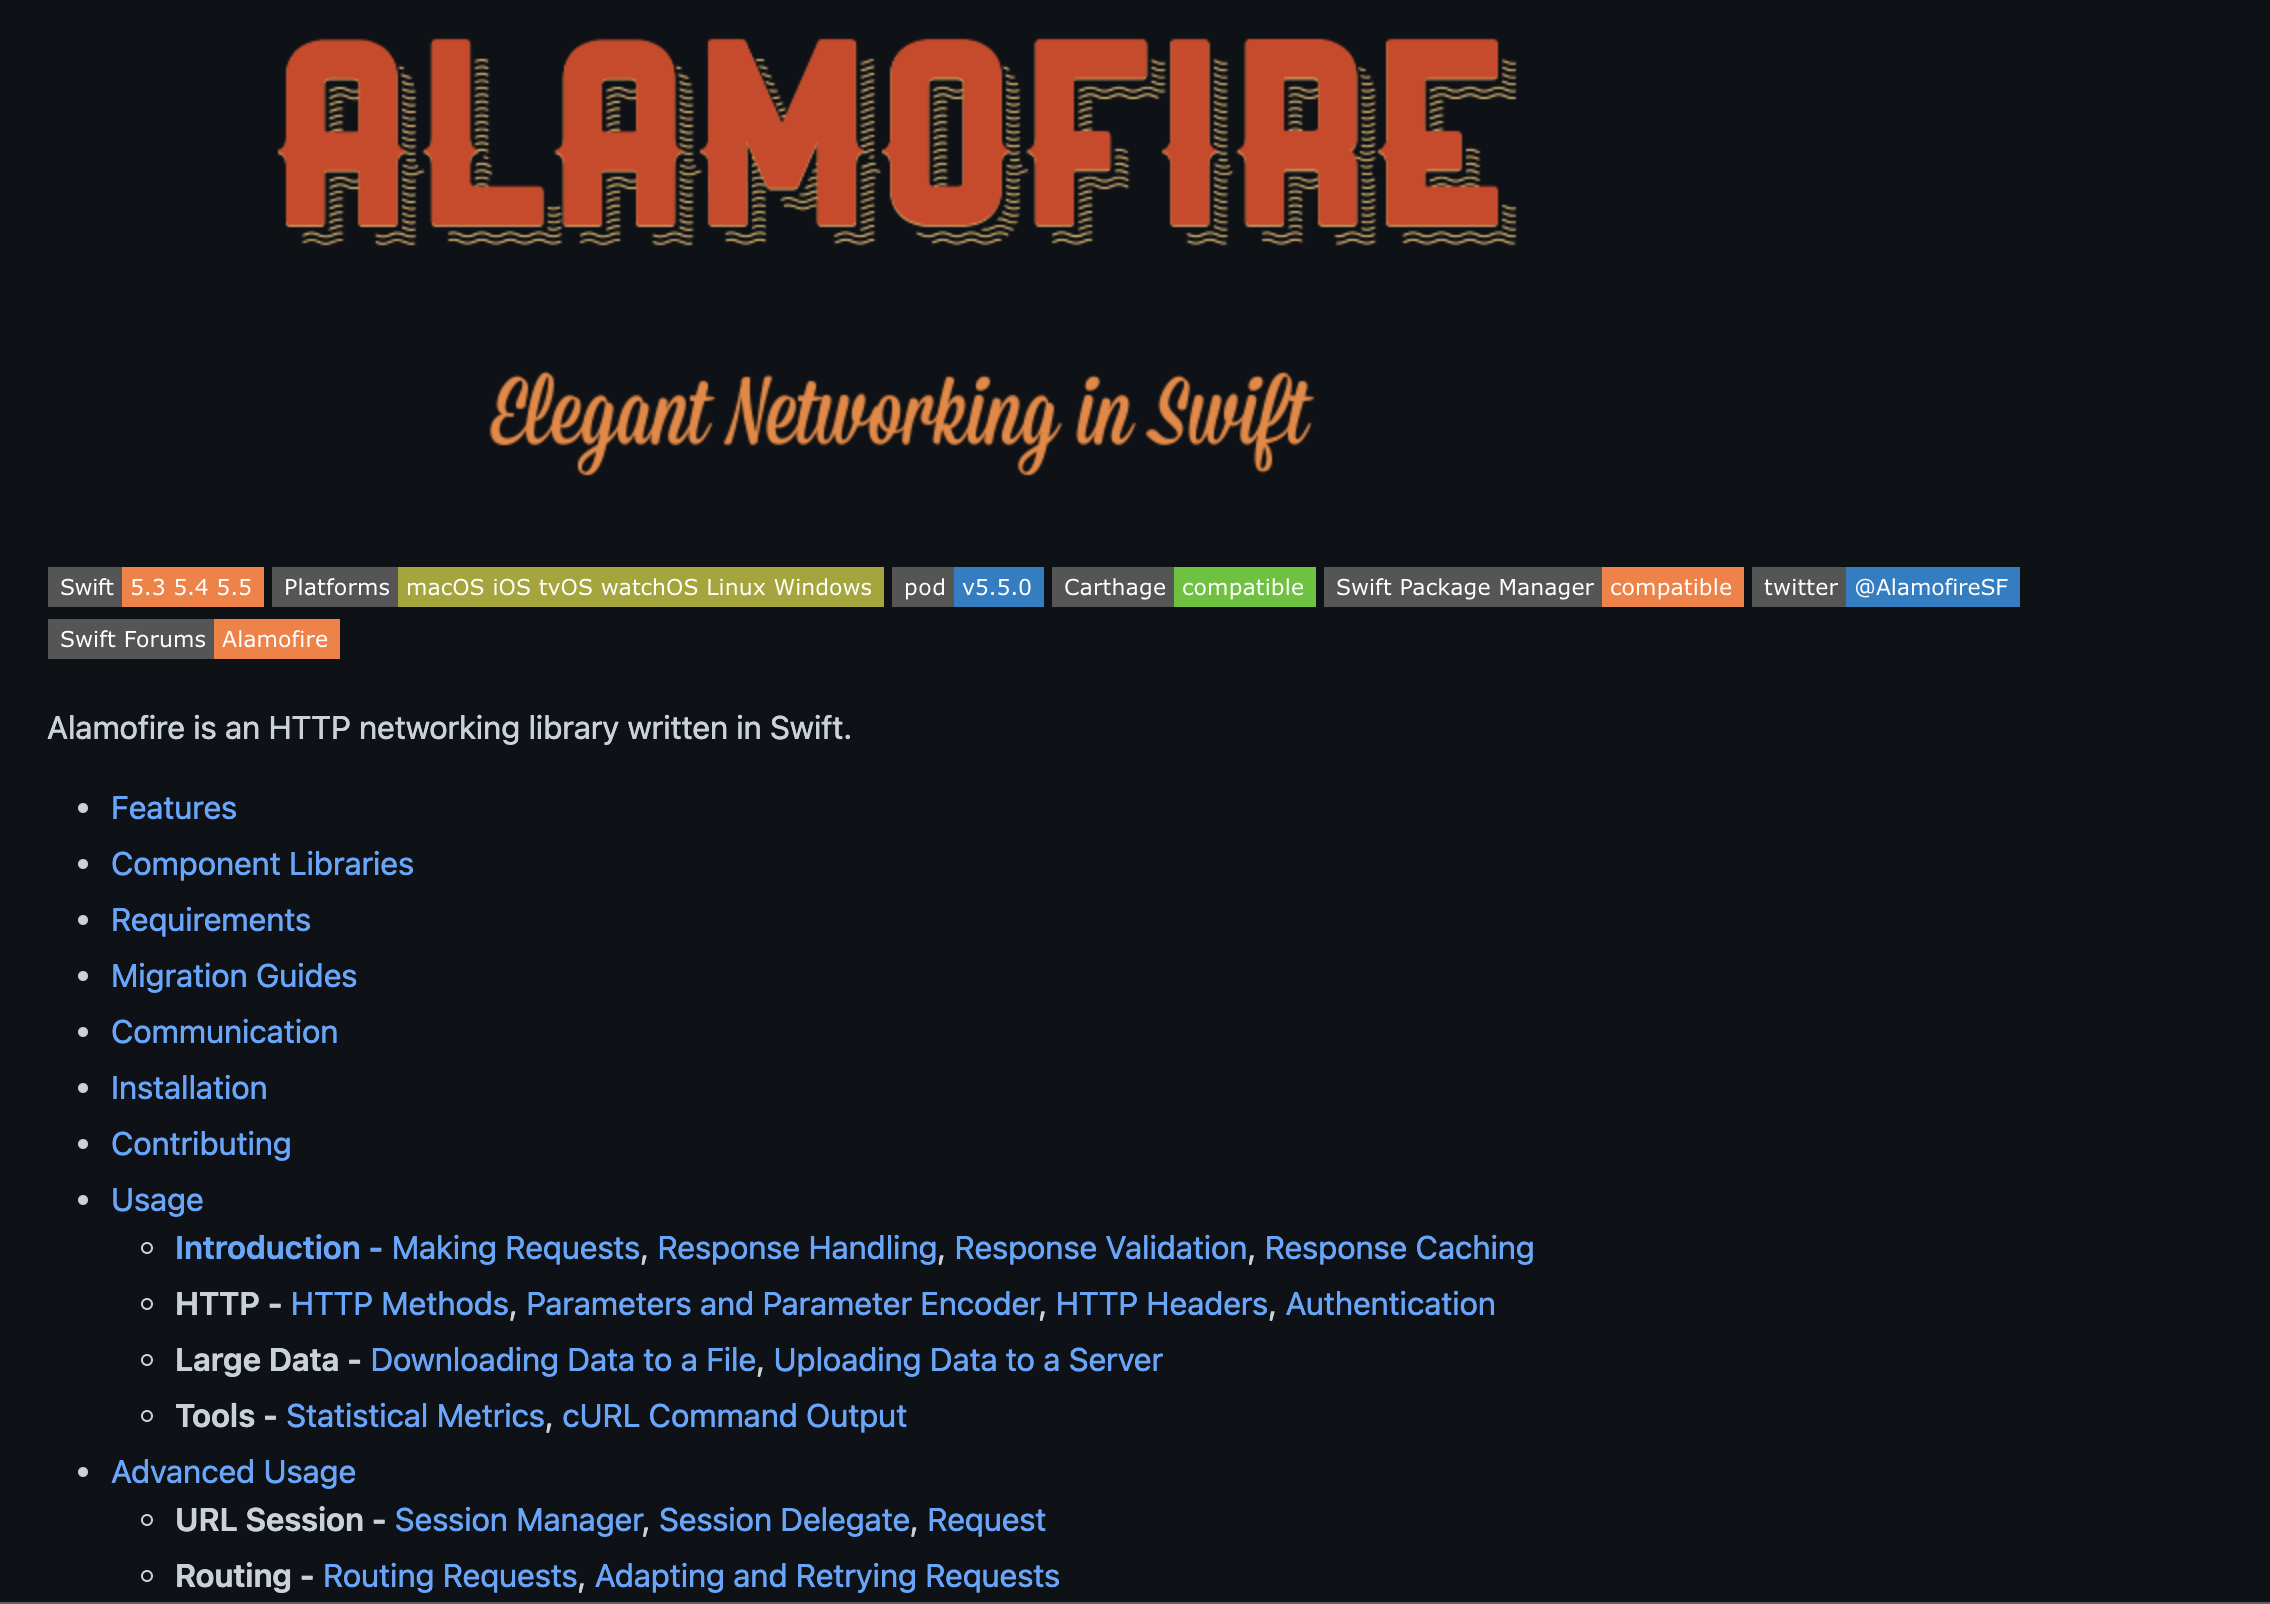 ALAMOFIRE
Elegant Networking in Swift
Swift 5.3 5.4 5.5 Platforms macOS iOS tvOS watchOS Linux Windows pod v5.5.0 Carthage compatible Swift Package Manager compatible twitter @AlamofireSF
Swift Forums Alamofire
Alamofire is an HTTP networking library written in Swift.
• Features
• Component Libraries
• Requirements
• Migration Guides
• Communication
• Installation
• Contributing
• Usage
◦ Introduction - Making Requests, Response Handling, Response Validation, Response Caching
◦ HTTP - HTTP Methods, Parameters and Parameter Encoder, HTTP Headers, Authentication
◦ Large Data - Downloading Data to a File, Uploading Data to a Server
◦ Tools - Statistical Metrics, cURL Command Output
• Advanced Usage
◦ URL Session - Session Manager, Session Delegate, Request
◦ Routing - Routing Requests, Adapting and Retrying Requests